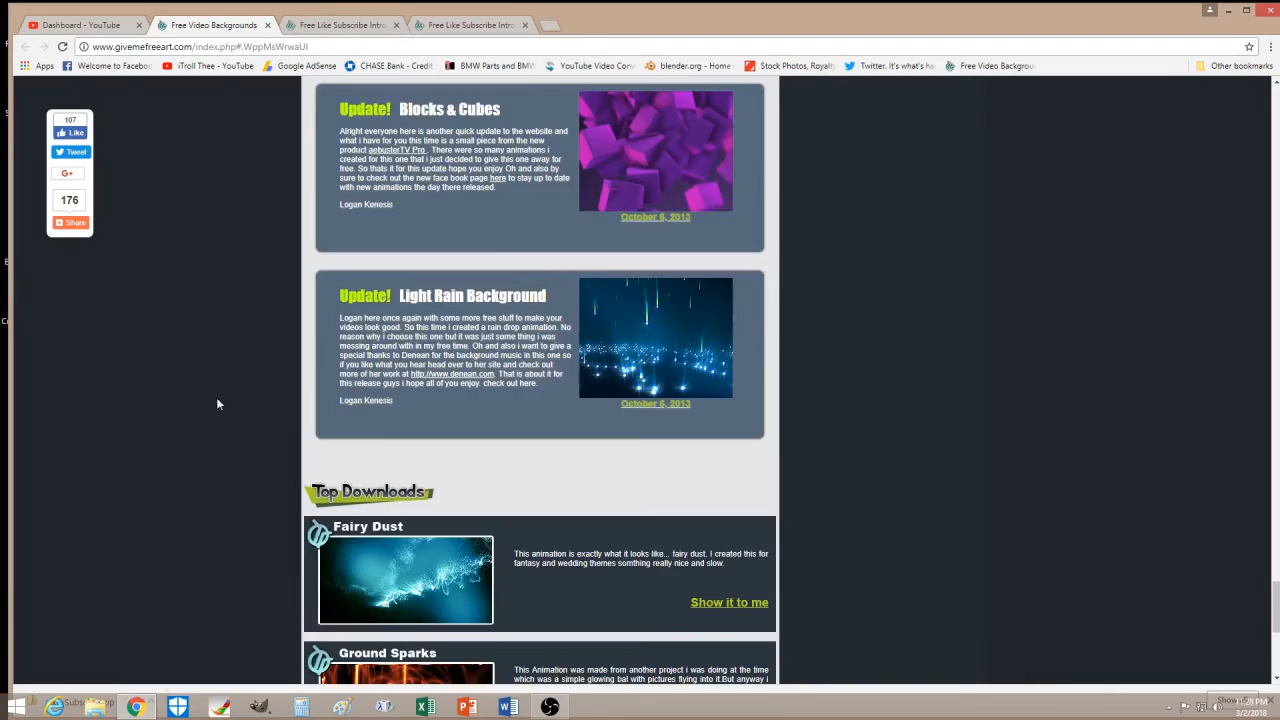 Dashboard - YouTube
Free Video Backgrounds
Free Like Subscribe Intro
Free Like Subscribe Intro
www.givemefreeart.com/index.php#.WppMsWrwaUl
Apps
Welcome to Faceboo
iTroll Thee - YouTube
Google AdSense
CHASE Bank - Credit
BMW Parts and BMW
YouTube Video Con
blender.org - Home
Stock Photos, Royalt
Twitter. It's what's ha
Free Video Backgrou
Other bookmarks
107
Like
Tweet
G+
176
Share
Update! Blocks & Cubes
Alright everyone here is another quick update to the website and
what i have for you this time is a small piece from the new
product aebusterTV Pro . There were so many animations i
created for this one that i just decided to give this one away for
free. So thats it for this update hope you enjoy Oh and also by
sure to check out the new face book page here to stay up to date
with new animations the day there released.
Logan Kenesis
October 6, 2013
Update! Light Rain Background
Logan here once again with some more free stuff to make your
videos look good. So this time i created a rain drop animation. No
reason why i choose this one but it was just some thing i was
messing around with in my free time. Oh and also i want to give a
special thanks to Denean for the background music in this one so
if you like what you hear head over to her site and check out
more of her work at http://www.denean.com. That is about it for
this release guys i hope all of you enjoy. check out here.
Logan Kenesis
October 6, 2013
Top Downloads
Fairy Dust
This animation is exactly what it looks like... fairy dust. I created this for
fantasy and wedding themes somthing really nice and slow.
Show it to me
Ground Sparks
This Animation was made from another project i was doing at the time
which was a simple glowing bal with pictures flying into it.But anyway i
3/2/2018